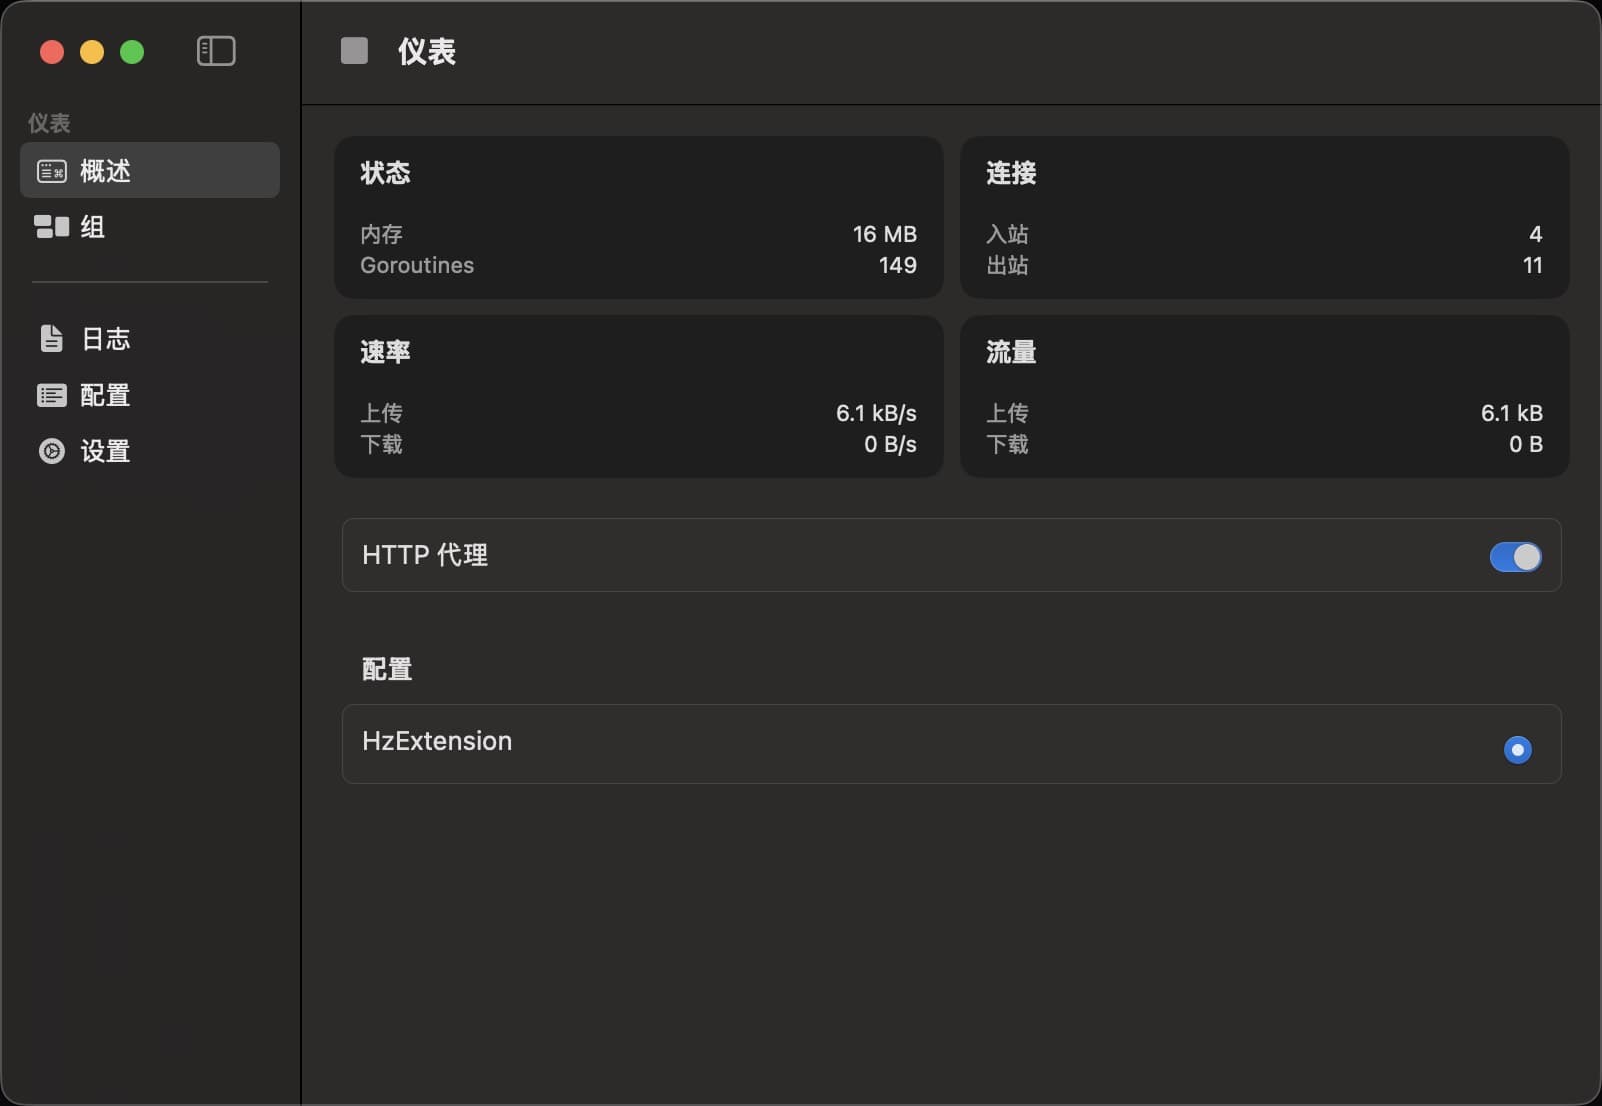 仪表
仪表
概述
组
日志
配置
设置
状态
内存 16 MB
Goroutines 149
连接
入站 4
出站 11
速率
上传 6.1 kB/s
下载 0 B/s
流量
上传 6.1 kB
下载 0 B
HTTP 代理
配置
HzExtension